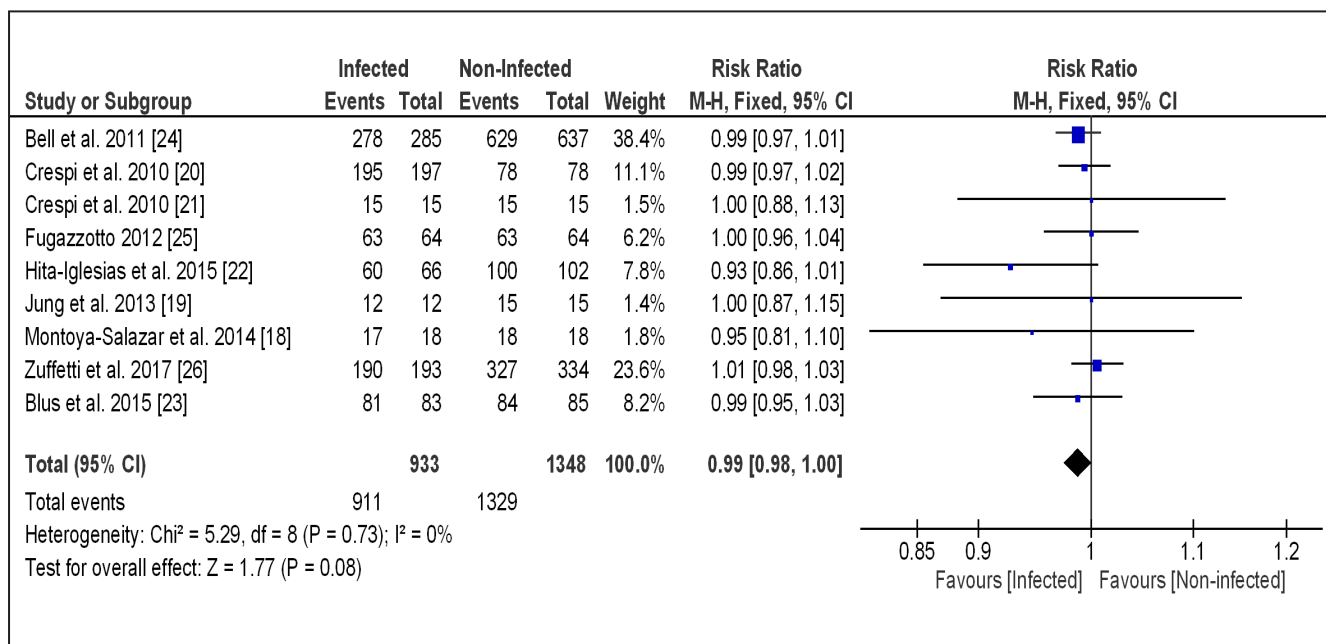 Infected Non-Infected Risk Ratio Risk Ratio
Study or Subgroup Events Total Events Total Weight M-H, Fixed, 95% CI M-H, Fixed, 95% CI
Bell et al. 2011 [24] 278 285 629 637 38.4% 0.99 [0.97, 1.01]
Crespi et al. 2010 [20] 195 197 78 78 11.1% 0.99 [0.97, 1.02]
Crespi et al. 2010 [21] 15 15 15 15 1.5% 1.00 [0.88, 1.13]
Fugazzotto 2012 [25] 63 64 63 64 6.2% 1.00 [0.96, 1.04]
Hita-Iglesias et al. 2015 [22] 60 66 100 102 7.8% 0.93 [0.86, 1.01]
Jung et al. 2013 [19] 12 12 15 15 1.4% 1.00 [0.87, 1.15]
Montoya-Salazar et al. 2014 [18] 17 18 18 18 1.8% 0.95 [0.81, 1.10]
Zuffetti et al. 2017 [26] 190 193 327 334 23.6% 1.01 [0.98, 1.03]
Blus et al. 2015 [23] 81 83 84 85 8.2% 0.99 [0.95, 1.03]
Total (95% CI) 933 1348 100.0% 0.99 [0.98, 1.00]
Total events 911 1329
Heterogeneity: Chi² = 5.29, df = 8 (P = 0.73); I² = 0%
Test for overall effect: Z = 1.77 (P = 0.08)
0.85 0.9 1 1.1 1.2
Favours [Infected] Favours [Non-infected]